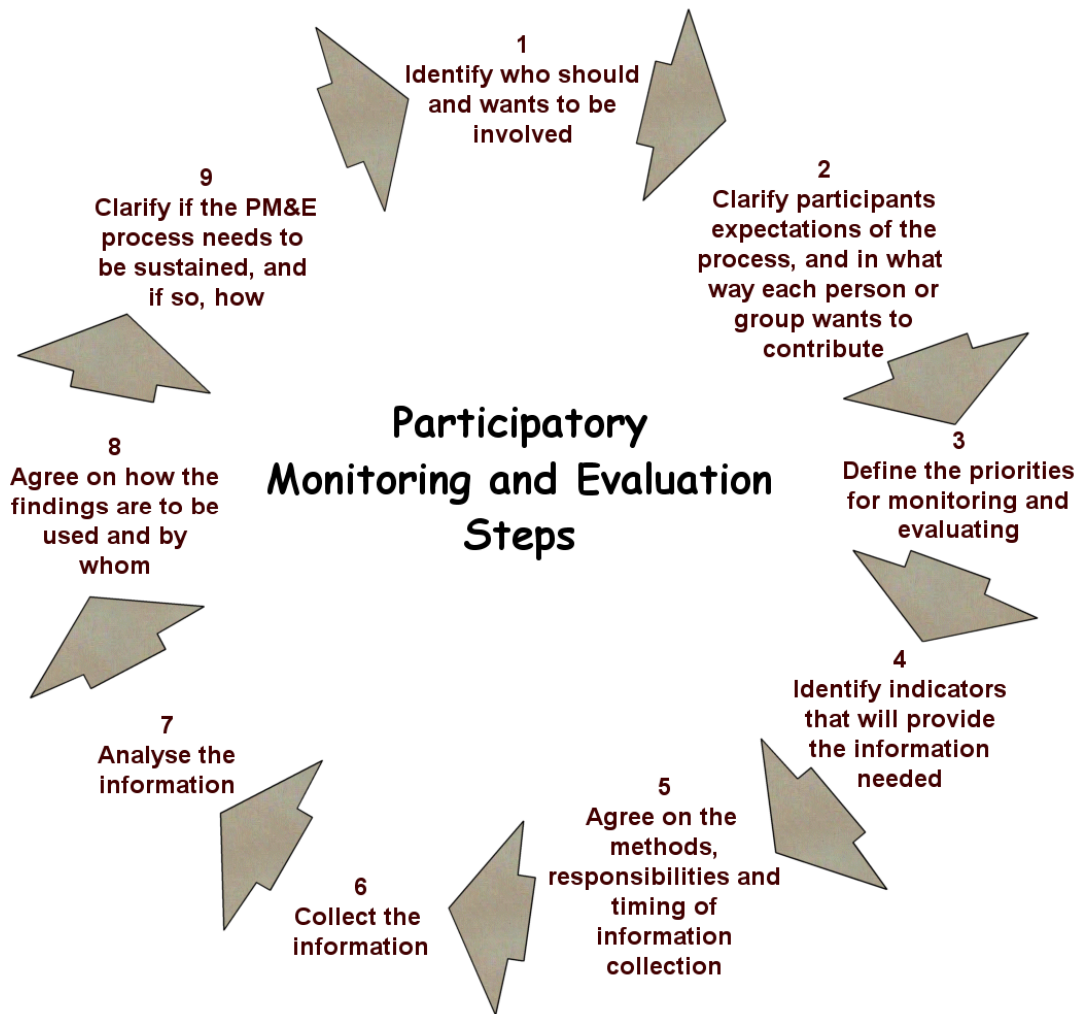 Participatory
Monitoring and Evaluation
Steps
1
Identify who should
and wants to be
involved
2
Clarify participants
expectations of the
process, and in what
way each person or
group wants to
contribute
3
Define the priorities
for monitoring and
evaluating
4
Identify indicators
that will provide
the information
needed
5
Agree on the
methods,
responsibilities and
timing of
information
collection
6
Collect the
information
7
Analyse the
information
8
Agree on how the
findings are to be
used and by
whom
9
Clarify if the PM&E
process needs to
be sustained, and
if so, how